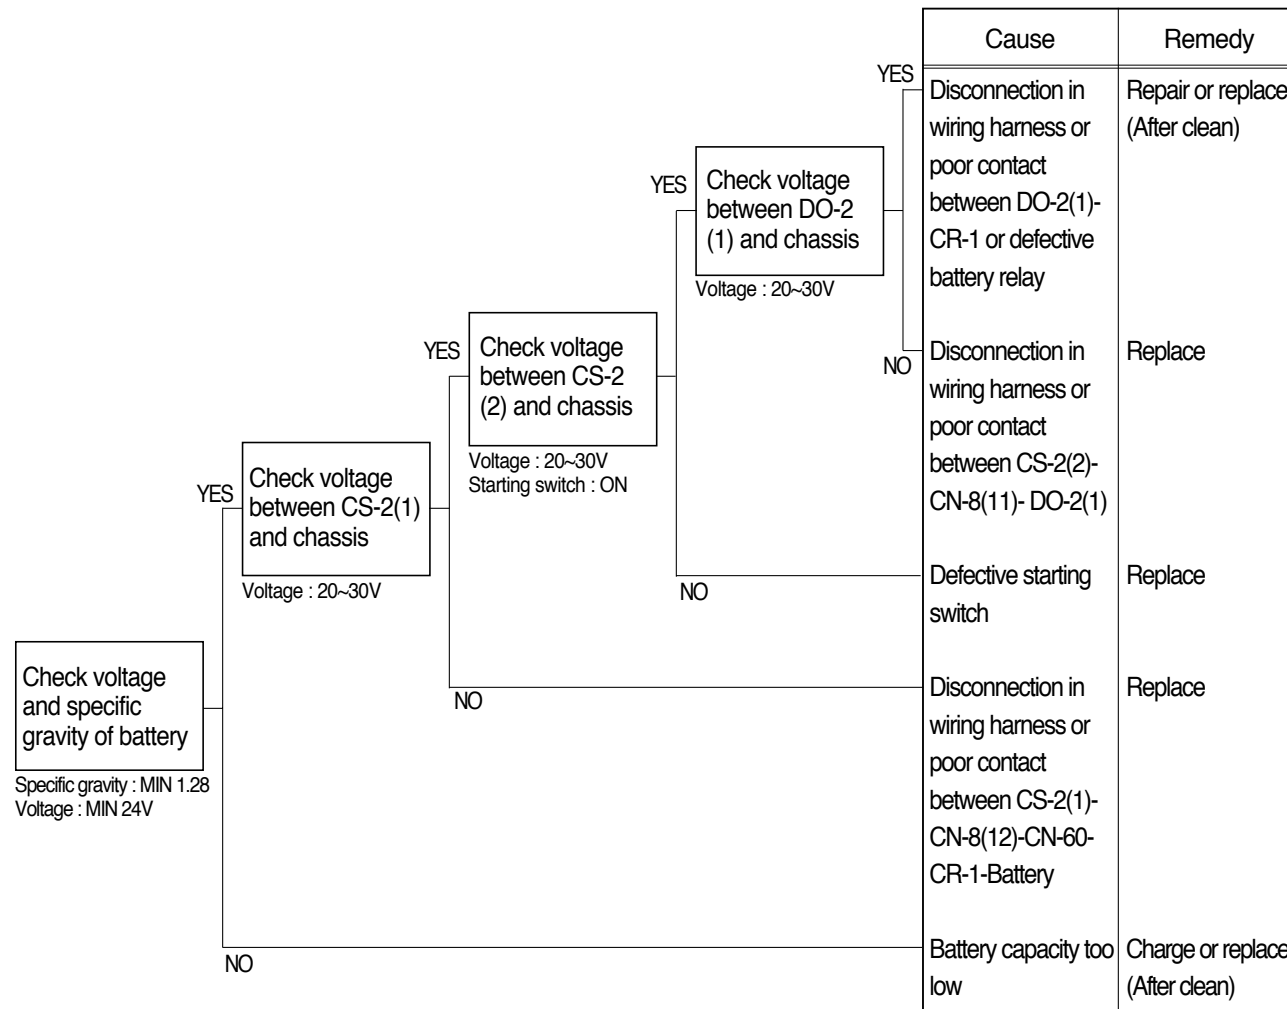 Cause
Remedy
YES
Disconnection in
wiring harness or
poor contact
between DO-2(1)-
CR-1 or defective
battery relay
Repair or replace
(After clean)
YES
Check voltage
between DO-2
(1) and chassis
Voltage : 20~30V
NO
Disconnection in
wiring harness or
poor contact
between CS-2(2)-
CN-8(11)- DO-2(1)
Replace
YES
Check voltage
between CS-2
(2) and chassis
Voltage : 20~30V
Starting switch : ON
NO
Defective starting
switch
Replace
YES
Check voltage
between CS-2(1)
and chassis
Voltage : 20~30V
NO
Disconnection in
wiring harness or
poor contact
between CS-2(1)-
CN-8(12)-CN-60-
CR-1-Battery
Replace
Check voltage
and specific
gravity of battery
Specific gravity : MIN 1.28
Voltage : MIN 24V
NO
Battery capacity too
low
Charge or replace
(After clean)